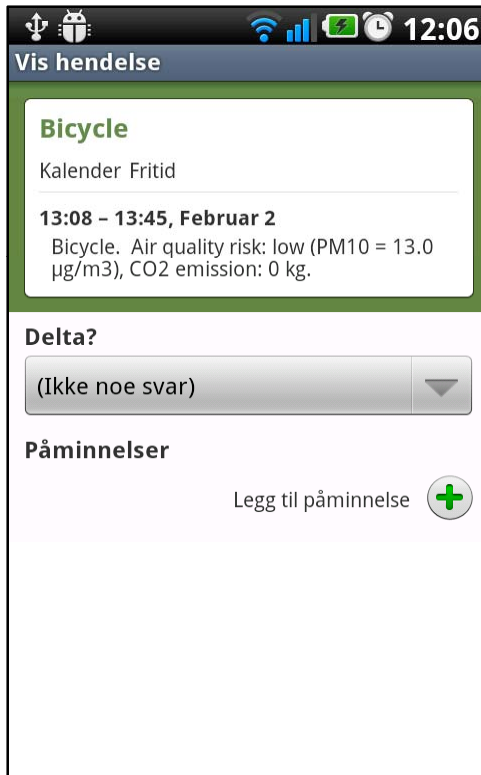 12:06
Vis hendelse
Bicycle
Kalender Fritid
13:08 – 13:45, Februar 2
Bicycle.  Air quality risk: low (PM10 = 13.0
µg/m3), CO2 emission: 0 kg.
Delta?
(Ikke noe svar)
Påminnelser
Legg til påminnelse